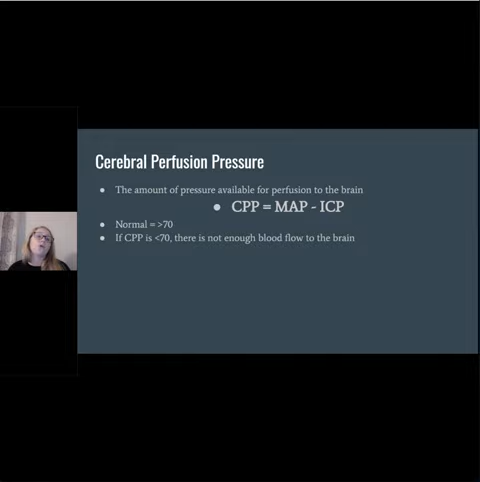 Cerebral Perfusion Pressure
● The amount of pressure available for perfusion to the brain
● CPP = MAP - ICP
● Normal = >70
● If CPP is <70, there is not enough blood flow to the brain